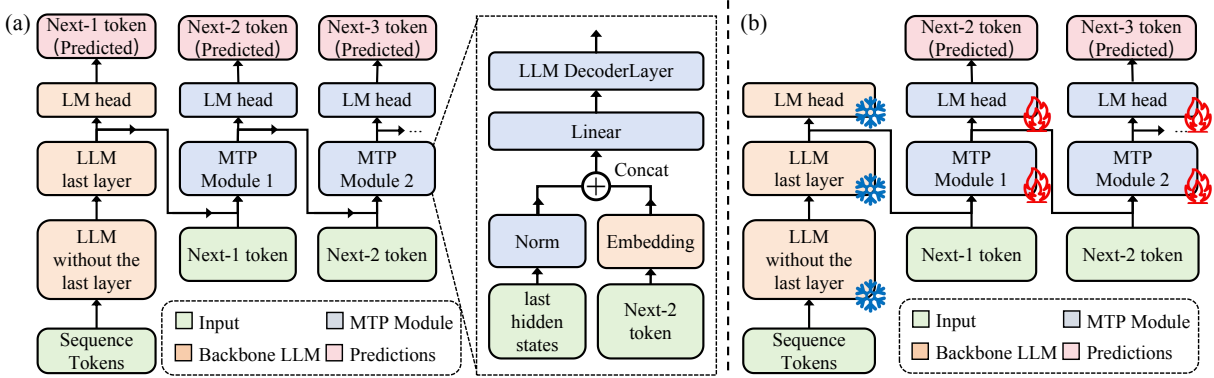 (a)
Next-1 token
(Predicted)
Next-2 token
(Predicted)
Next-3 token
(Predicted)
LM head
LM head
LM head
...
LLM
last layer
MTP
Module 1
MTP
Module 2
LLM
without the
last layer
Next-1 token
Next-2 token
Sequence
Tokens
Input
MTP Module
Backbone LLM
Predictions
LLM DecoderLayer
Linear
Concat
Norm
Embedding
last
hidden
states
Next-2
token
(b)
Next-2 token
(Predicted)
Next-3 token
(Predicted)
LM head
LM head
LM head
...
LLM
last layer
MTP
Module 1
MTP
Module 2
LLM
without the
last layer
Next-1 token
Next-2 token
Sequence
Tokens
Input
MTP Module
Backbone LLM
Predictions